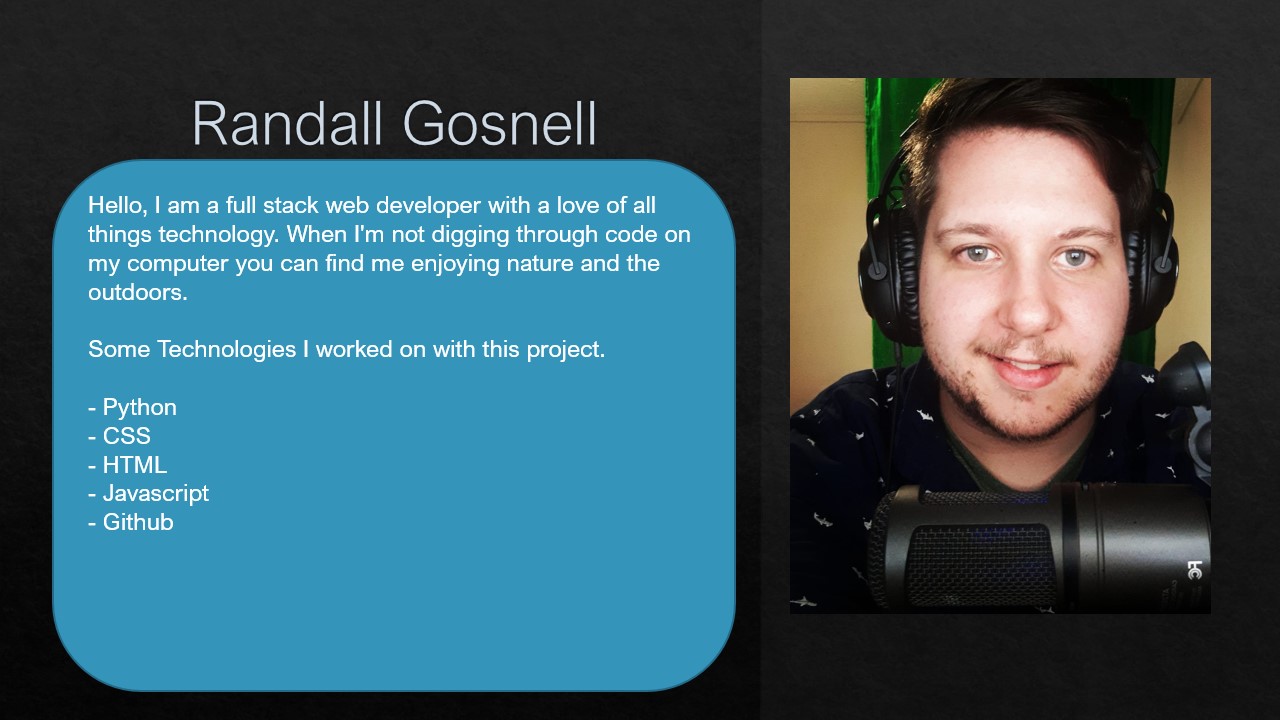 Randall Gosnell
Hello, I am a full stack web developer with a love of all
things technology. When I'm not digging through code on
my computer you can find me enjoying nature and the
outdoors.
Some Technologies I worked on with this project.
- Python
- CSS
- HTML
- Javascript
- Github